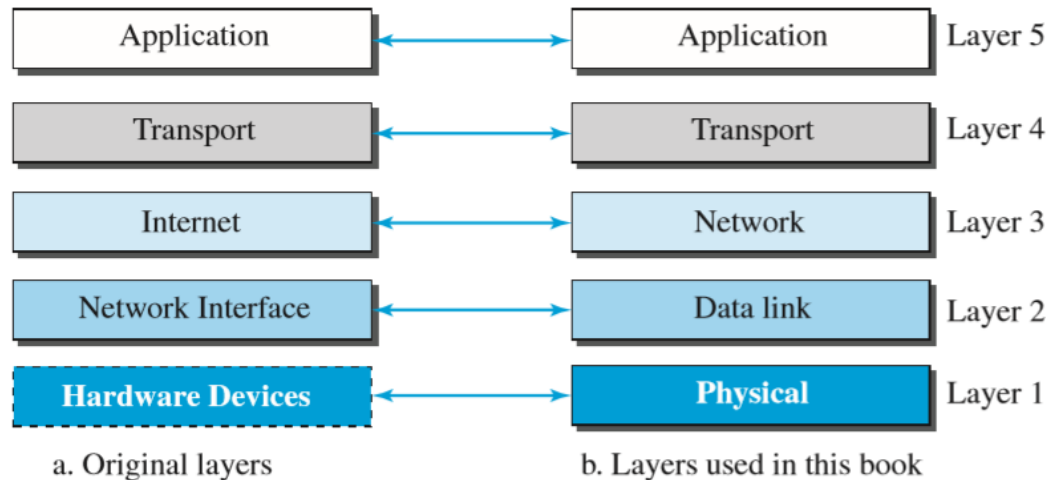 Application Application Layer 5
Transport Transport Layer 4
Internet Network Layer 3
Network Interface Data link Layer 2
Hardware Devices Physical Layer 1
a. Original layers b. Layers used in this book